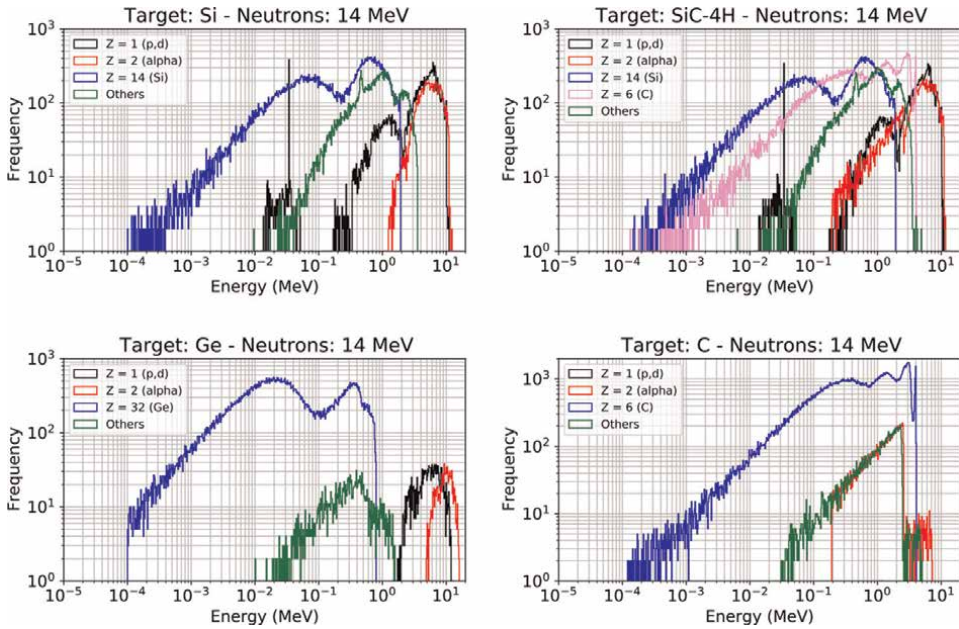 Target: Si - Neutrons: 14 MeV
10³
10²
10¹
10⁰
Frequency
Z = 1 (p,d)
Z = 2 (alpha)
Z = 14 (Si)
Others
10⁻⁵ 10⁻⁴ 10⁻³ 10⁻² 10⁻¹ 10⁰ 10¹
Energy (MeV)
Target: SiC-4H - Neutrons: 14 MeV
10³
10²
10¹
10⁰
Frequency
Z = 1 (p,d)
Z = 2 (alpha)
Z = 14 (Si)
Z = 6 (C)
Others
10⁻⁵ 10⁻⁴ 10⁻³ 10⁻² 10⁻¹ 10⁰ 10¹
Energy (MeV)
Target: Ge - Neutrons: 14 MeV
10³
10²
10¹
10⁰
Frequency
Z = 1 (p,d)
Z = 2 (alpha)
Z = 32 (Ge)
Others
10⁻⁵ 10⁻⁴ 10⁻³ 10⁻² 10⁻¹ 10⁰ 10¹
Energy (MeV)
Target: C - Neutrons: 14 MeV
10³
10²
10¹
10⁰
Frequency
Z = 1 (p,d)
Z = 2 (alpha)
Z = 6 (C)
Others
10⁻⁵ 10⁻⁴ 10⁻³ 10⁻² 10⁻¹ 10⁰ 10¹
Energy (MeV)